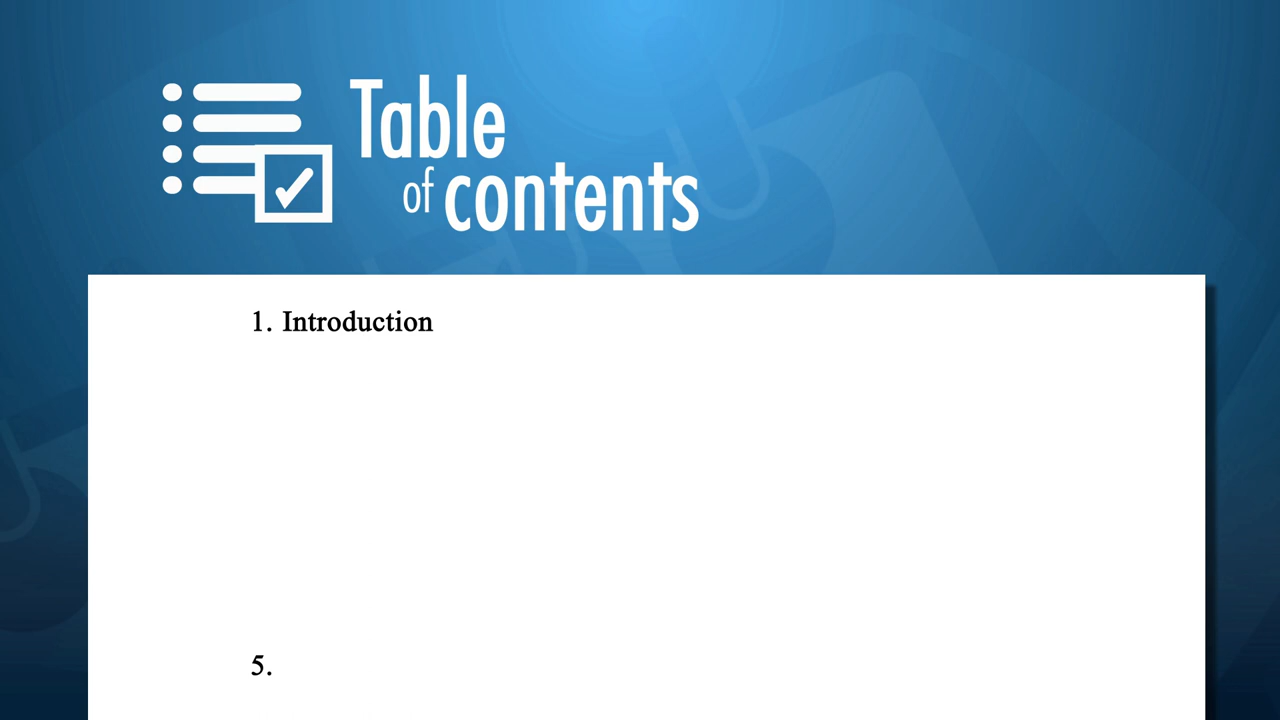 Table
of contents
1. Introduction
5.